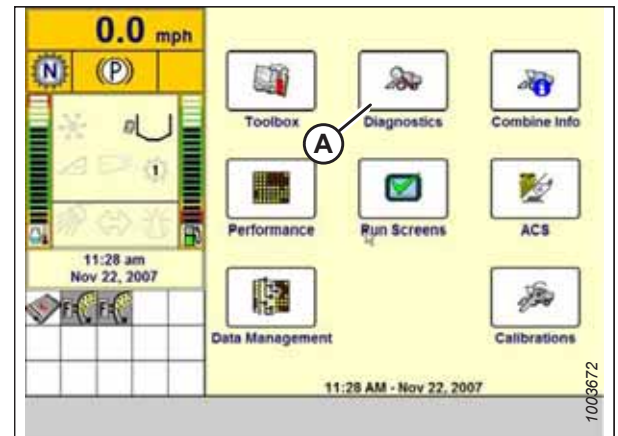 0.0 mph
N
(P)
Toolbox
Diagnostics
Combine Info
A
1
Performance
Run Screens
ACS
11:28 am
Nov 22, 2007
F=
F=
Data Management
Calibrations
11:28 AM - Nov 22, 2007
1003672